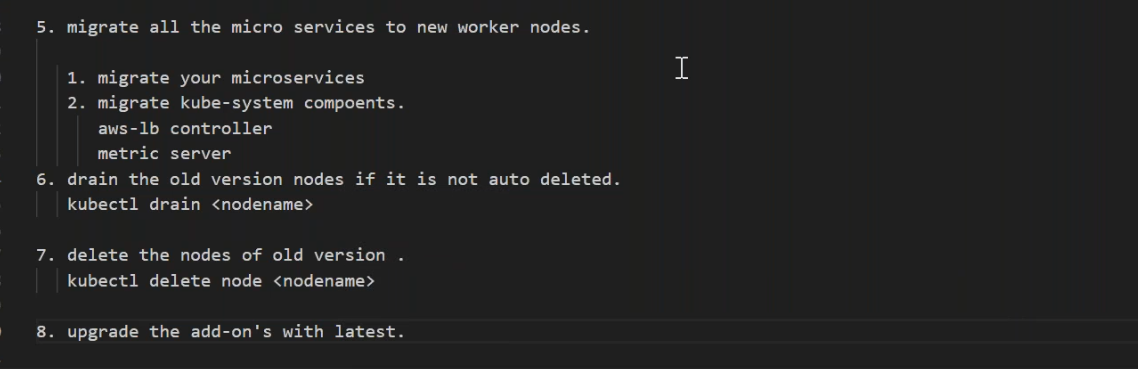 5. migrate all the micro services to new worker nodes.
1. migrate your microservices
2. migrate kube-system compoents.
aws-lb controller
metric server
6. drain the old version nodes if it is not auto deleted.
kubectl drain <nodename>
7. delete the nodes of old version .
kubectl delete node <nodename>
8. upgrade the add-on's with latest.